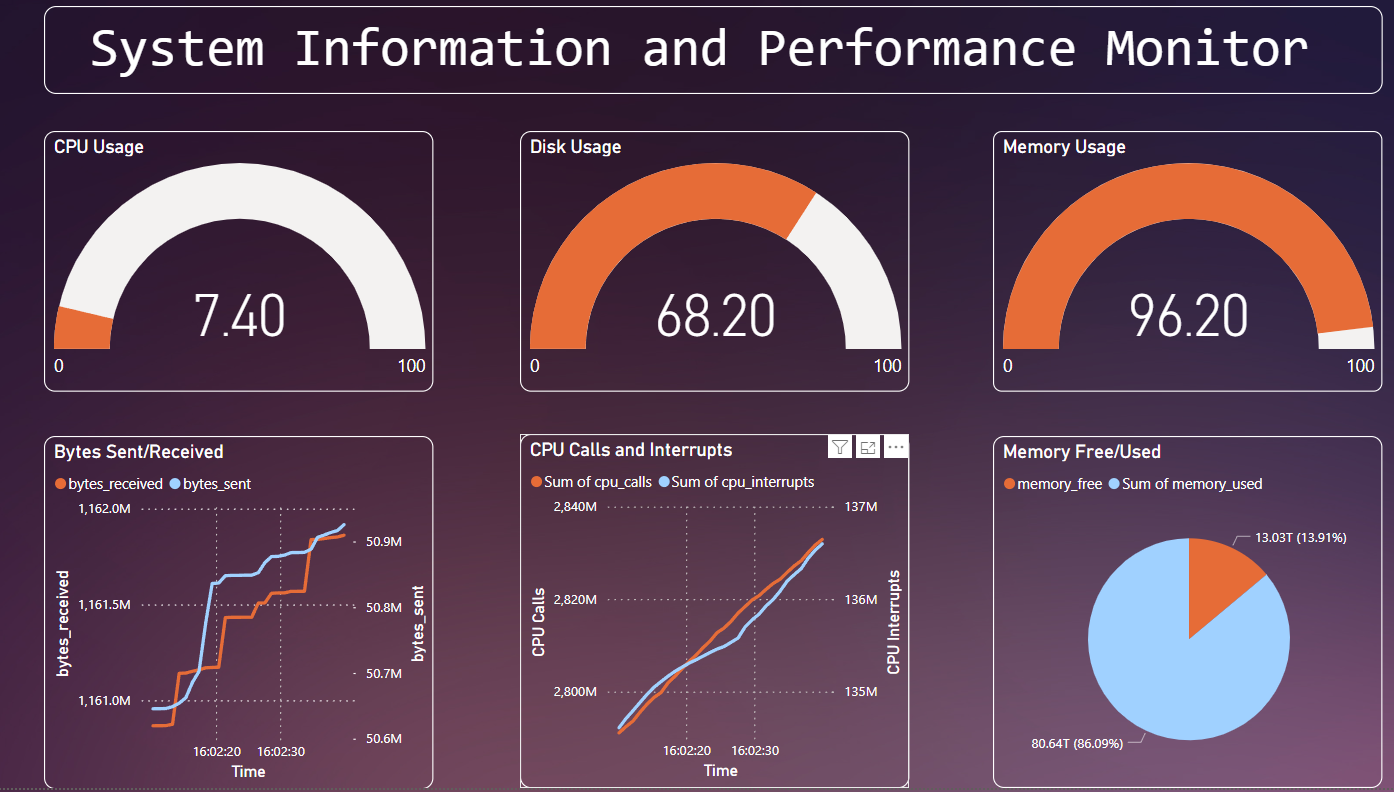 System Information and Performance Monitor
CPU Usage
7.40
0
100
Disk Usage
68.20
0
100
Memory Usage
96.20
0
100
Bytes Sent/Received
bytes_received bytes_sent
bytes_received
1,162.0M
1,161.5M
1,161.0M
50.9M
50.8M
50.7M
50.6M
bytes_sent
16:02:20 16:02:30
Time
CPU Calls and Interrupts
Sum of cpu_calls Sum of cpu_interrupts
CPU Calls
2,840M
2,820M
2,800M
137M
136M
135M
CPU Interrupts
16:02:20 16:02:30
Time
Memory Free/Used
memory_free Sum of memory_used
13.03T (13.91%)
80.64T (86.09%)